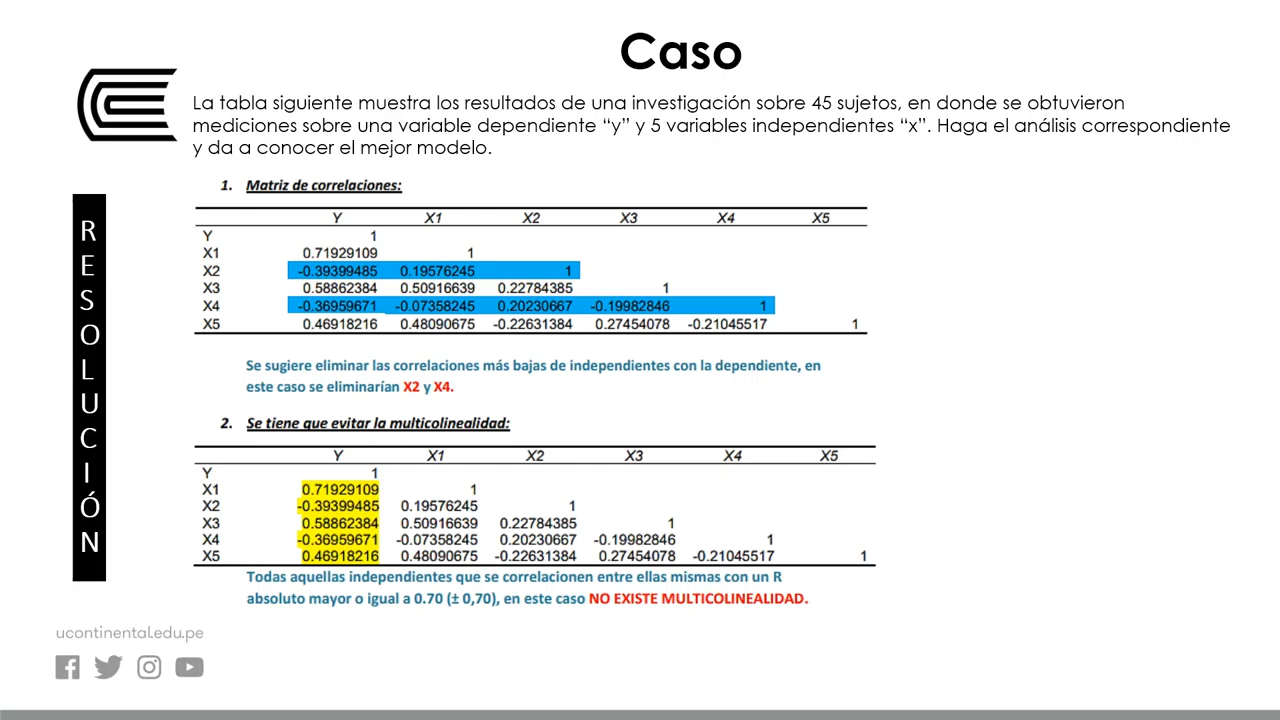 Caso
La tabla siguiente muestra los resultados de una investigación sobre 45 sujetos, en donde se obtuvieron
mediciones sobre una variable dependiente “y” y 5 variables independientes “x”. Haga el análisis correspondiente
y da a conocer el mejor modelo.
R
E
S
O
L
U
C
I
Ó
N
1. Matriz de correlaciones:
Y X1 X2 X3 X4 X5
Y 1
X1 0.71929109 1
X2 -0.39399485 0.19576245 1
X3 0.58862384 0.50916639 0.22784385 1
X4 -0.36959671 -0.07358245 0.20230667 -0.19982846 1
X5 0.46918216 0.48090675 -0.22631384 0.27454078 -0.21045517 1
Se sugiere eliminar las correlaciones más bajas de independientes con la dependiente, en
este caso se eliminarían X2 y X4.
2. Se tiene que evitar la multicolinealidad:
Y X1 X2 X3 X4 X5
Y 1
X1 0.71929109 1
X2 -0.39399485 0.19576245 1
X3 0.58862384 0.50916639 0.22784385 1
X4 -0.36959671 -0.07358245 0.20230667 -0.19982846 1
X5 0.46918216 0.48090675 -0.22631384 0.27454078 -0.21045517 1
Todas aquellas independientes que se correlacionen entre ellas mismas con un R
absoluto mayor o igual a 0.70 (± 0,70), en este caso NO EXISTE MULTICOLINEALIDAD.
ucontinental.edu.pe